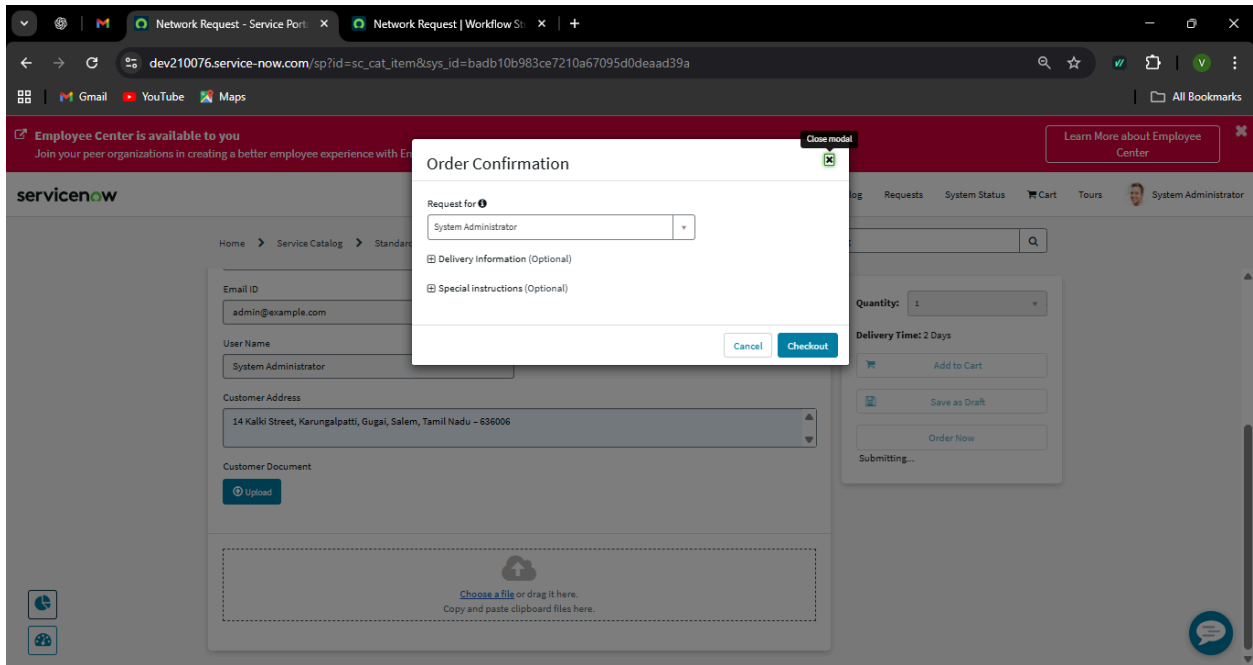 Network Request - Service Port
Network Request | Workflow St
dev210076.service-now.com/sp?id=sc_cat_item&sys_id=badb10b983ce7210a67095d0deaad39a
V
Gmail
YouTube
Maps
All Bookmarks
Employee Center is available to you
Join your peer organizations in creating a better employee experience with Em
Learn More about Employee
Center
Close modal
servicenow
log
Requests
System Status
Cart
Tours
System Administrator
Home
Service Catalog
Standard
Order Confirmation
Request for
System Administrator
Delivery Information (Optional)
Special instructions (Optional)
Cancel
Checkout
Email ID
admin@example.com
User Name
System Administrator
Customer Address
14 Kalki Street, Karungalpatti, Gugai, Salem, Tamil Nadu – 636006
Customer Document
Upload
Choose a file or drag it here.
Copy and paste clipboard files here.
Quantity: 1
Delivery Time: 2 Days
Add to Cart
Save as Draft
Order Now
Submitting...